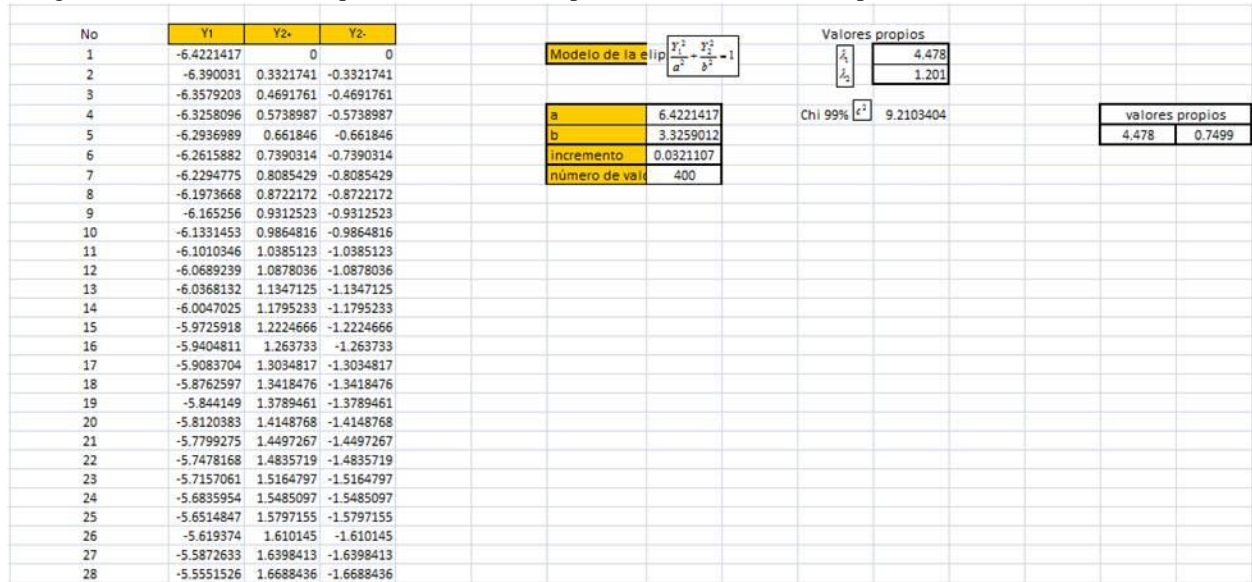 No Y1 Y2+ Y2- Valores propios
1 -6.4221417 0 0 Modelo de la elip Y₁²/a² + Y₂²/b² = 1 λ₁ 4.478
2 -6.390031 0.3321741 -0.3321741 λ₂ 1.201
3 -6.3579203 0.4691761 -0.4691761
4 -6.3258096 0.5738987 -0.5738987 a 6.4221417 Chi 99% c² 9.2103404 valores propios
5 -6.2936989 0.661846 -0.661846 b 3.3259012 4.478 0.7499
6 -6.2615882 0.7390314 -0.7390314 incremento 0.0321107
7 -6.2294775 0.8085429 -0.8085429 número de valo 400
8 -6.1973668 0.8722172 -0.8722172
9 -6.165256 0.9312523 -0.9312523
10 -6.1331453 0.9864816 -0.9864816
11 -6.1010346 1.0385123 -1.0385123
12 -6.0689239 1.0878036 -1.0878036
13 -6.0368132 1.1347125 -1.1347125
14 -6.0047025 1.1795233 -1.1795233
15 -5.9725918 1.2224666 -1.2224666
16 -5.9404811 1.263733 -1.263733
17 -5.9083704 1.3034817 -1.3034817
18 -5.8762597 1.3418476 -1.3418476
19 -5.844149 1.3789461 -1.3789461
20 -5.8120383 1.4148768 -1.4148768
21 -5.7799275 1.4497267 -1.4497267
22 -5.7478168 1.4835719 -1.4835719
23 -5.7157061 1.5164797 -1.5164797
24 -5.6835954 1.5485097 -1.5485097
25 -5.6514847 1.5797155 -1.5797155
26 -5.619374 1.610145 -1.610145
27 -5.5872633 1.6398413 -1.6398413
28 -5.5551526 1.6688436 -1.6688436